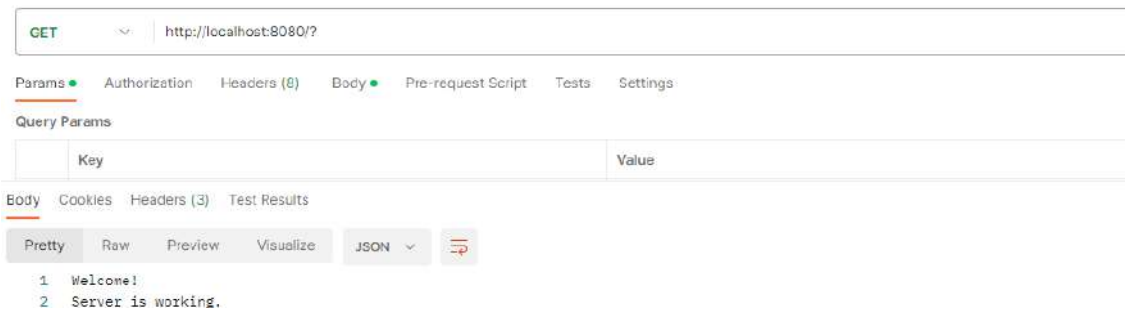 GET http://localhost:8080/?
Params Authorization Headers (8) Body Pre-request Script Tests Settings
Query Params
Key Value
Body Cookies Headers (3) Test Results
Pretty Raw Preview Visualize JSON
1 Welcome!
2 Server is working.